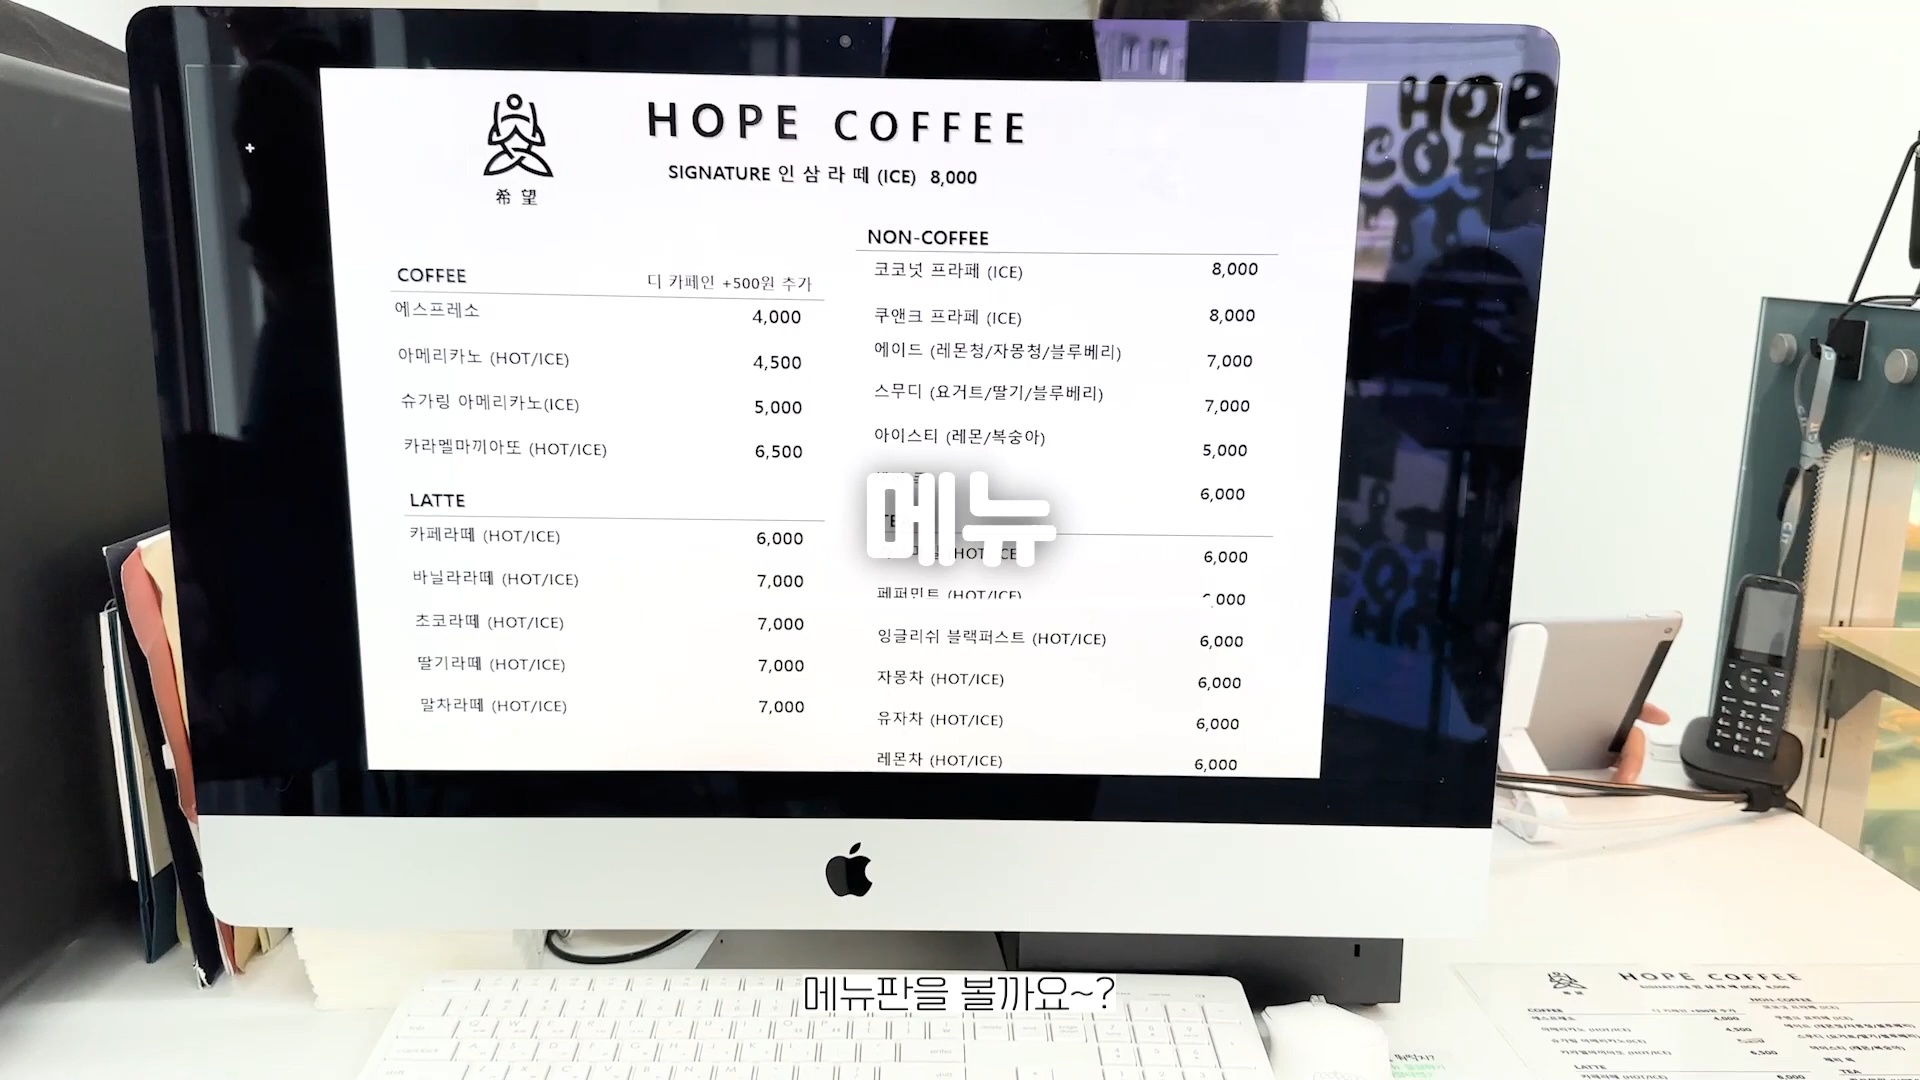 HOPE COFFEE
SIGNATURE 인 삼 라 떼 (ICE) 8,000
希 望
COFFEE 디 카페인 +500원 추가
에스프레소 4,000
아메리카노 (HOT/ICE) 4,500
슈가링 아메리카노(ICE) 5,000
카라멜마끼아또 (HOT/ICE) 6,500
LATTE
카페라떼 (HOT/ICE) 6,000
바닐라라떼 (HOT/ICE) 7,000
초코라떼 (HOT/ICE) 7,000
딸기라떼 (HOT/ICE) 7,000
말차라떼 (HOT/ICE) 7,000
NON-COFFEE
코코넛 프라페 (ICE) 8,000
쿠앤크 프라페 (ICE) 8,000
에이드 (레몬청/자몽청/블루베리) 7,000
스무디 (요거트/딸기/블루베리) 7,000
아이스티 (레몬/복숭아) 5,000
6,000
메뉴
(HOT/ICE) 6,000
페퍼민트 (HOT/ICE)
잉글리쉬 블랙퍼스트 (HOT/ICE) 6,000
자몽차 (HOT/ICE) 6,000
유자차 (HOT/ICE) 6,000
레몬차 (HOT/ICE) 6,000
메뉴판을 볼까요~?
HOPE COFFEE